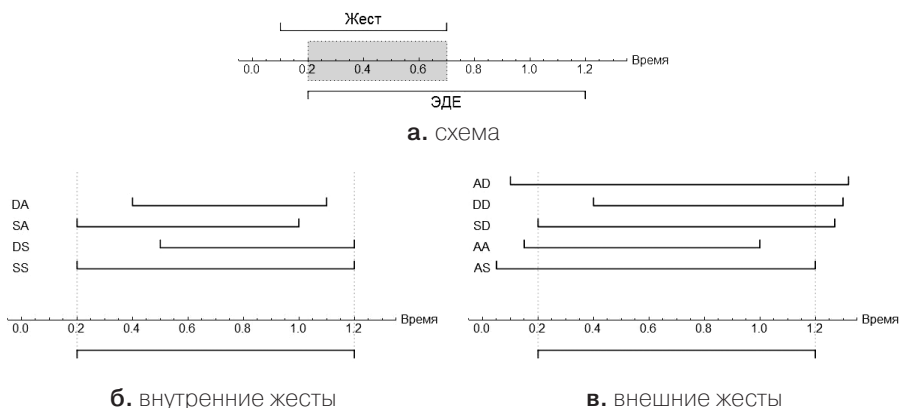 Жест
0.0 0.2 0.4 0.6 0.8 1.0 1.2 Время
ЭДЕ
а. схема
DA
SA
DS
SS
0.0 0.2 0.4 0.6 0.8 1.0 1.2 Время
б. внутренние жесты
AD
DD
SD
AA
AS
0.0 0.2 0.4 0.6 0.8 1.0 1.2 Время
в. внешние жесты